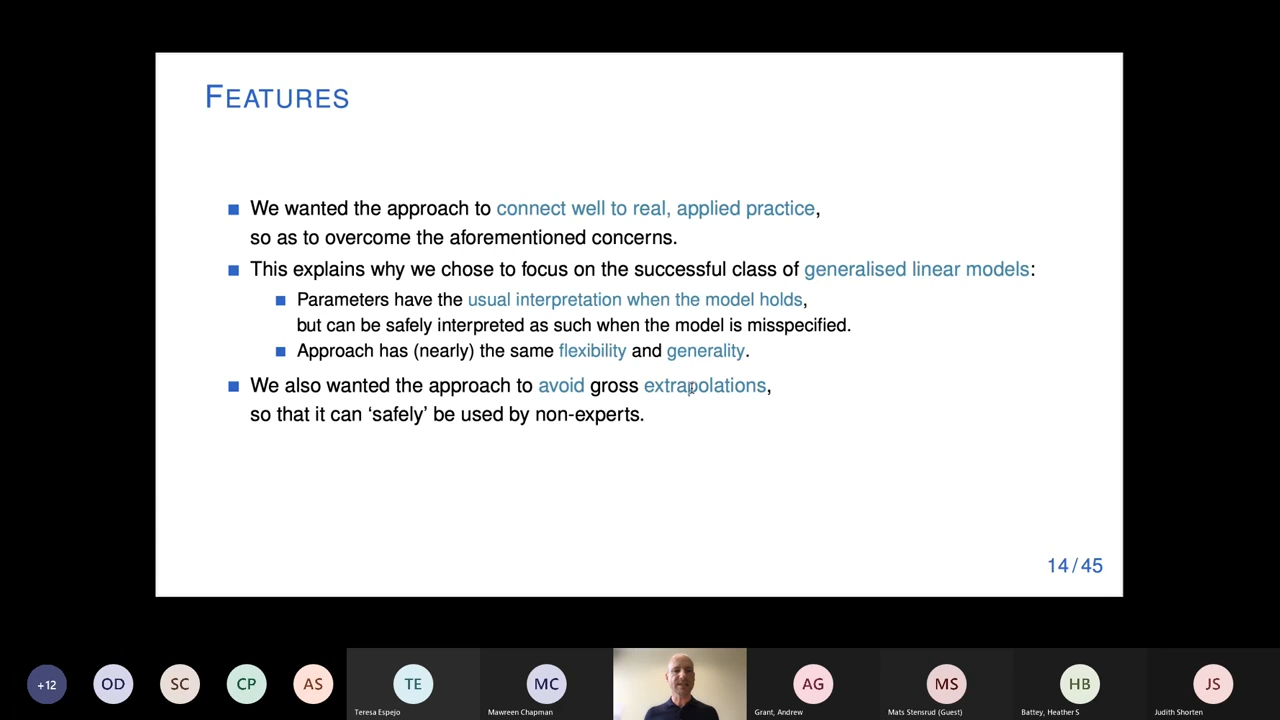 FEATURES
We wanted the approach to connect well to real, applied practice,
so as to overcome the aforementioned concerns.
This explains why we chose to focus on the successful class of generalised linear models:
Parameters have the usual interpretation when the model holds,
but can be safely interpreted as such when the model is misspecified.
Approach has (nearly) the same flexibility and generality.
We also wanted the approach to avoid gross extrapolations,
so that it can ‘safely’ be used by non-experts.
14/45
+12
OD
SC
CP
AS
TE
MC
AG
MS
HB
JS
Teresa Espejo
Mawreen Chapman
Grant, Andrew
Mats Stensrud (Guest)
Battey, Heather S
Judith Shorten